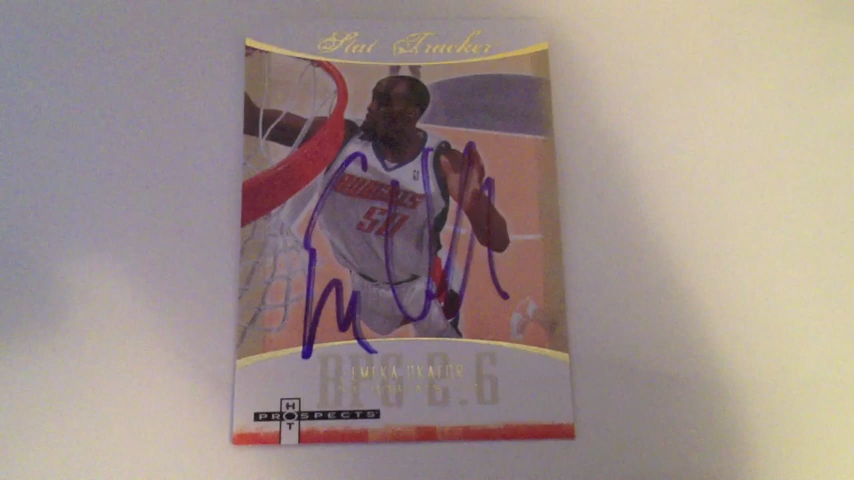 Stat Tracker
BOBCATS
50
EMEKA OKAFOR
BPG 2.6
HOT
PROSPECTS